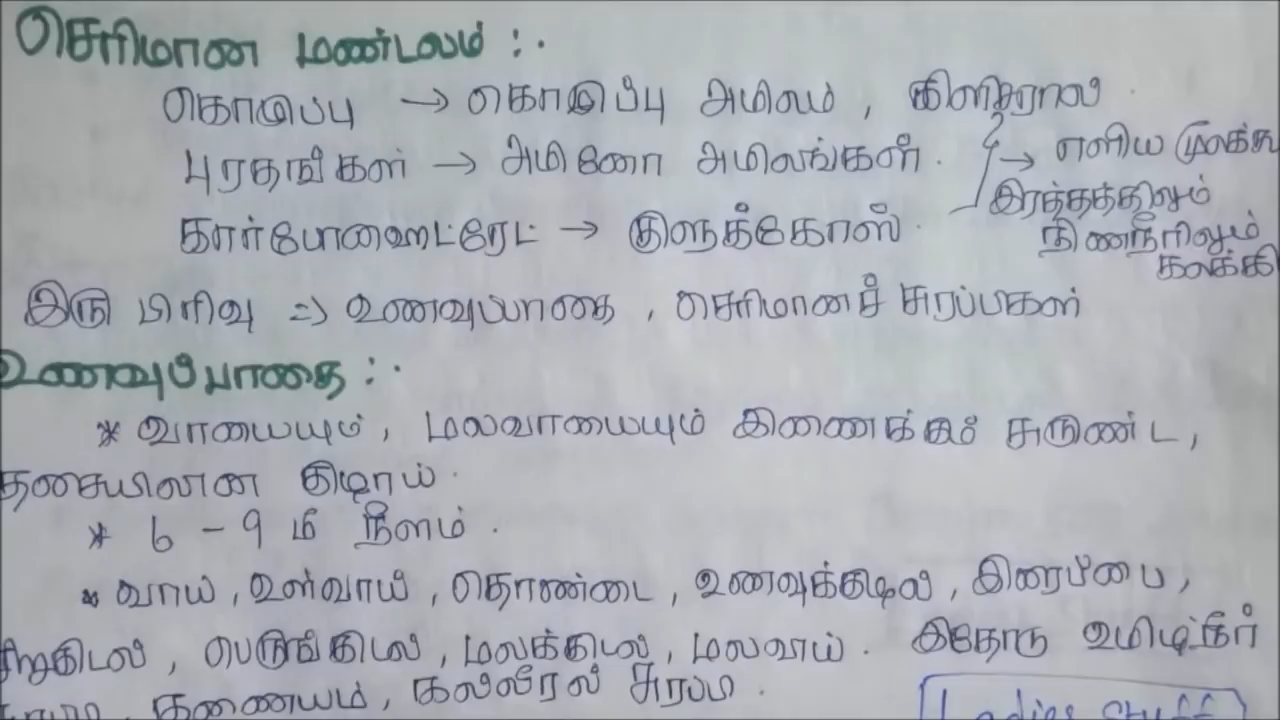 செரிமான மண்டலம் :-
கொழுப்பு → கொழுப்பு அமிலம், கிளிசரால்
புரதங்கள் → அமினோ அமிலங்கள். → எளிய மூலக்கூ
இரத்தத்திலும்
கார்போஹைட்ரேட் → குளுக்கோஸ். நிணநீரிலும்
கலக்கி
இரு பிரிவு => உணவுப்பாதை, செரிமானச் சுரப்பிகள்
உணவுப்பாதை :-
* வாயையும், மலவாயையும் இணைக்கும் சுருண்ட,
தசையிலான குழாய்.
* 6 - 9 மீ நீளம்.
* வாய், உள்வாய், தொண்டை, உணவுக்குழல், இரைப்பை,
சிறுகுடல், பெருங்குடல், மலக்குடல், மலவாய். இதோடு உமிழ்நீர்
கணையம், கல்லீரல் சுரப்பி.
Ladies Stuff